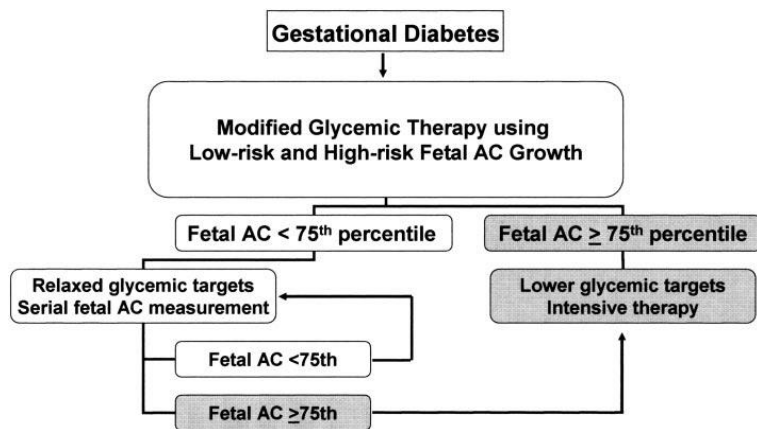 Gestational Diabetes
Modified Glycemic Therapy using
Low-risk and High-risk Fetal AC Growth
Fetal AC < 75th percentile
Fetal AC ≥ 75th percentile
Relaxed glycemic targets
Serial fetal AC measurement
Lower glycemic targets
Intensive therapy
Fetal AC <75th
Fetal AC ≥75th